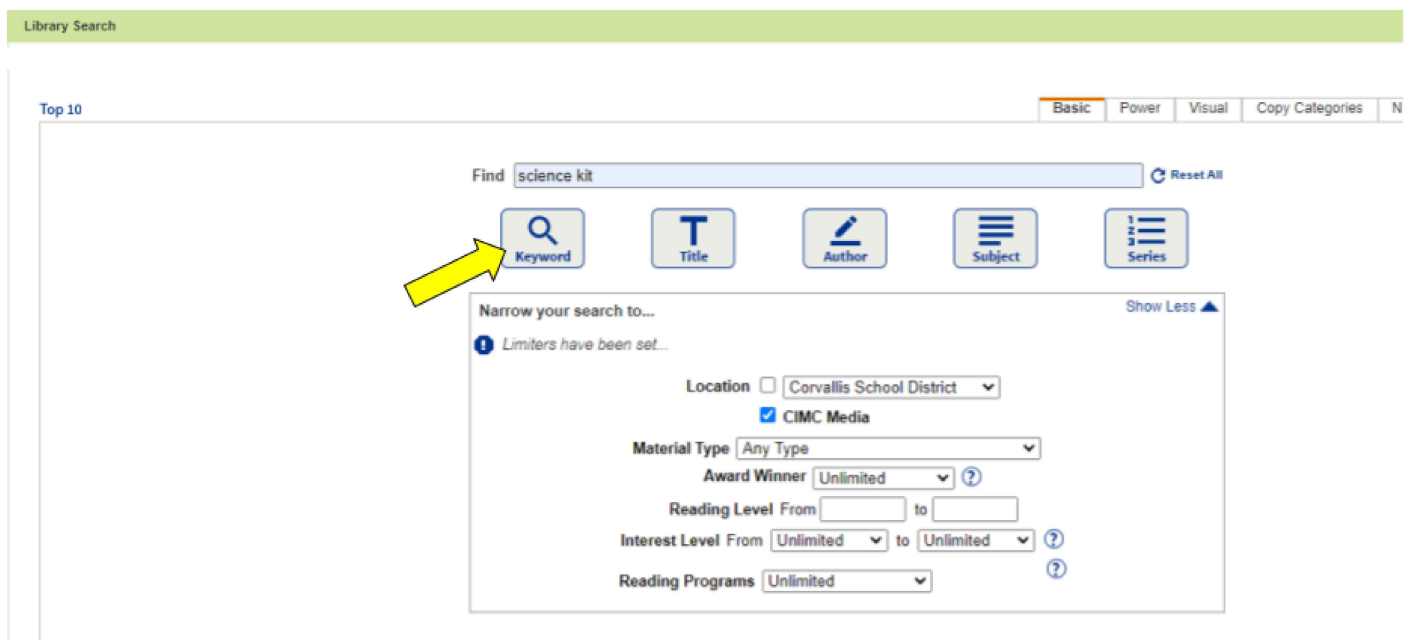 Library Search
Top 10
Basic Power Visual Copy Categories N
Find science kit Reset All
Keyword Title Author Subject Series
Narrow your search to... Show Less
Limiters have been set...
Location Corvallis School District
CIMC Media
Material Type Any Type
Award Winner Unlimited ?
Reading Level From to
Interest Level From Unlimited to Unlimited ?
?
Reading Programs Unlimited